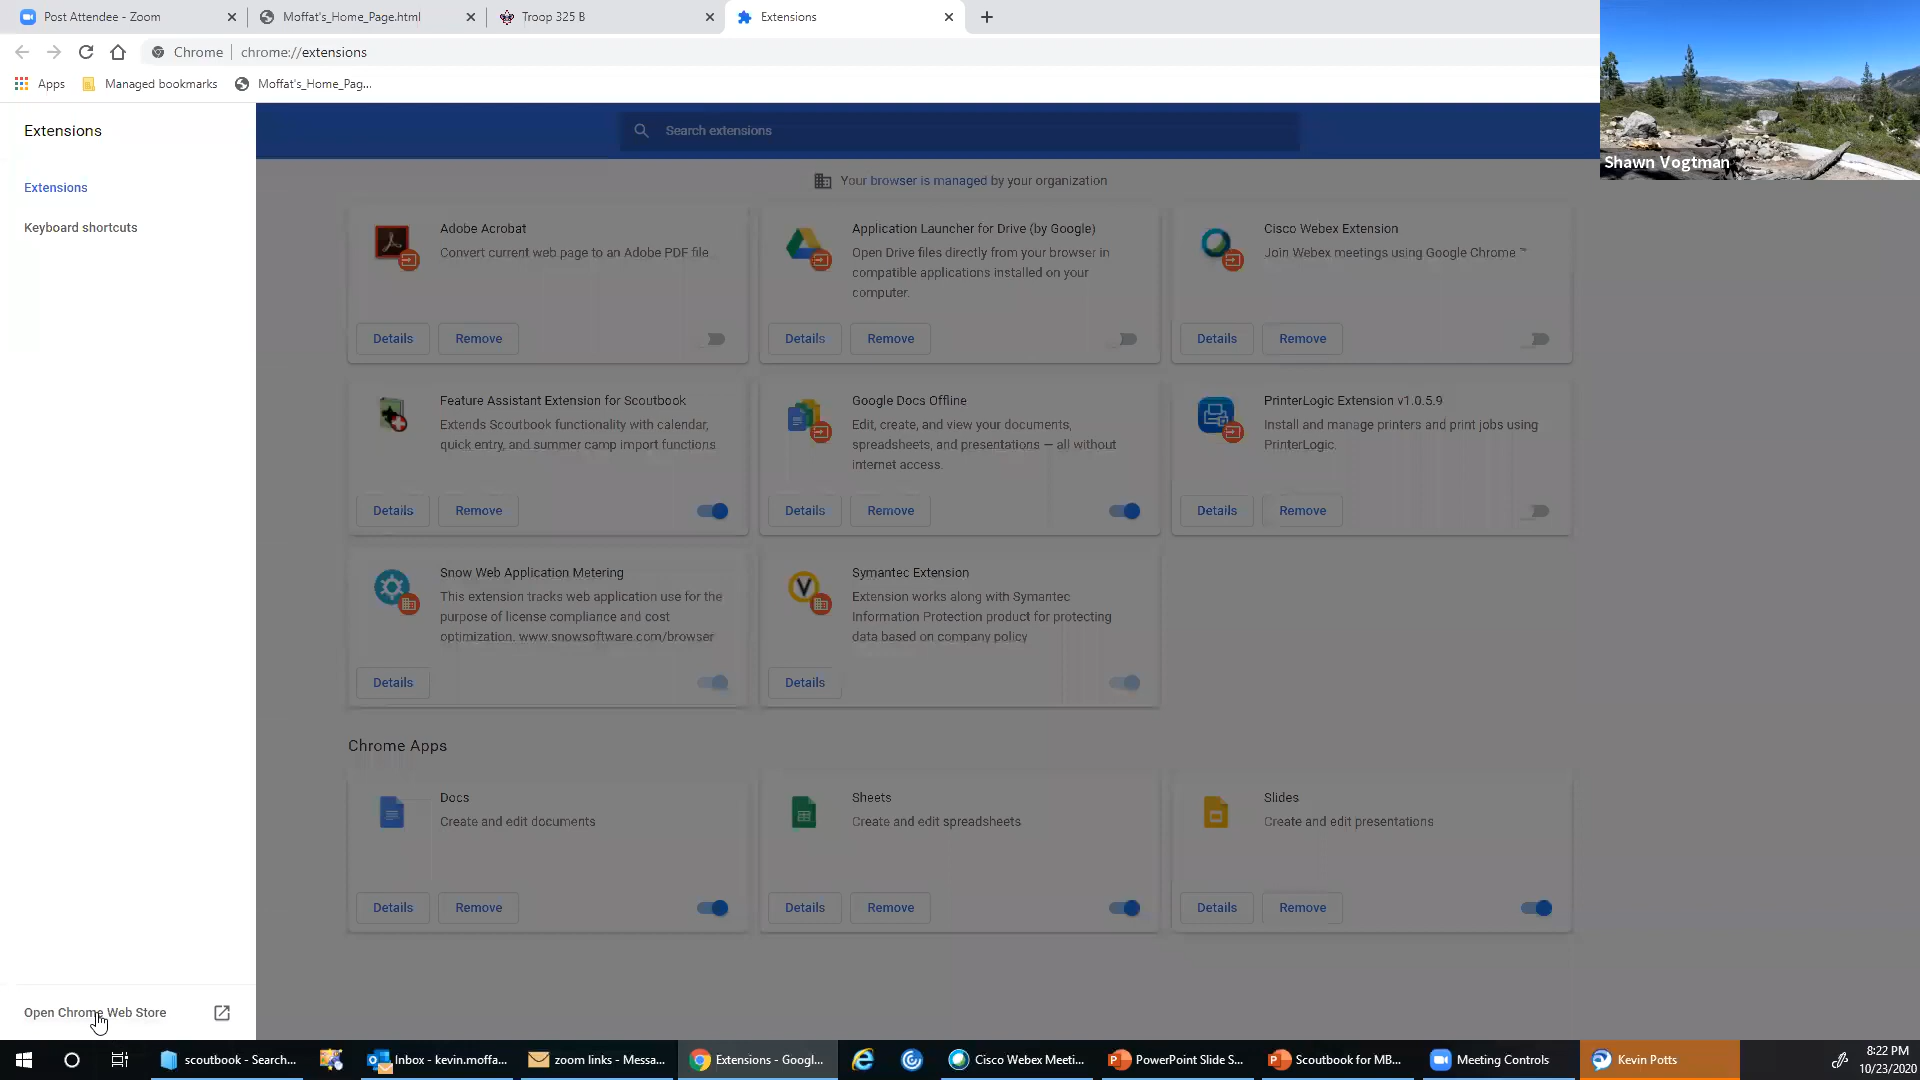 Post Attendee - Zoom
Moffat's_Home_Page.html
Troop 325 B
Extensions
Chrome
chrome://extensions
Apps
Managed bookmarks
Moffat's_Home_Pag...
Shawn Vogtman
Extensions
Extensions
Keyboard shortcuts
Open Chrome Web Store
Search extensions
Your browser is managed by your organization
Adobe Acrobat
Convert current web page to an Adobe PDF file
Details
Remove
Application Launcher for Drive (by Google)
Open Drive files directly from your browser in
compatible applications installed on your
computer.
Details
Remove
Cisco Webex Extension
Join Webex meetings using Google Chrome ™
Details
Remove
Feature Assistant Extension for Scoutbook
Extends Scoutbook functionality with calendar,
quick entry, and summer camp import functions
Details
Remove
Google Docs Offline
Edit, create, and view your documents,
spreadsheets, and presentations — all without
internet access.
Details
Remove
PrinterLogic Extension v1.0.5.9
Install and manage printers and print jobs using
PrinterLogic.
Details
Remove
Snow Web Application Metering
This extension tracks web application use for the
purpose of license compliance and cost
optimization. www.snowsoftware.com/browser
Details
Symantec Extension
Extension works along with Symantec
Information Protection product for protecting
data based on company policy
Details
Chrome Apps
Docs
Create and edit documents
Details
Remove
Sheets
Create and edit spreadsheets
Details
Remove
Slides
Create and edit presentations
Details
Remove
scoutbook - Search...
Inbox - kevin.moffa...
zoom links - Messa...
Extensions - Googl...
Cisco Webex Meeti...
PowerPoint Slide S...
Scoutbook for MB...
Meeting Controls
Kevin Potts
8:22 PM
10/23/2020